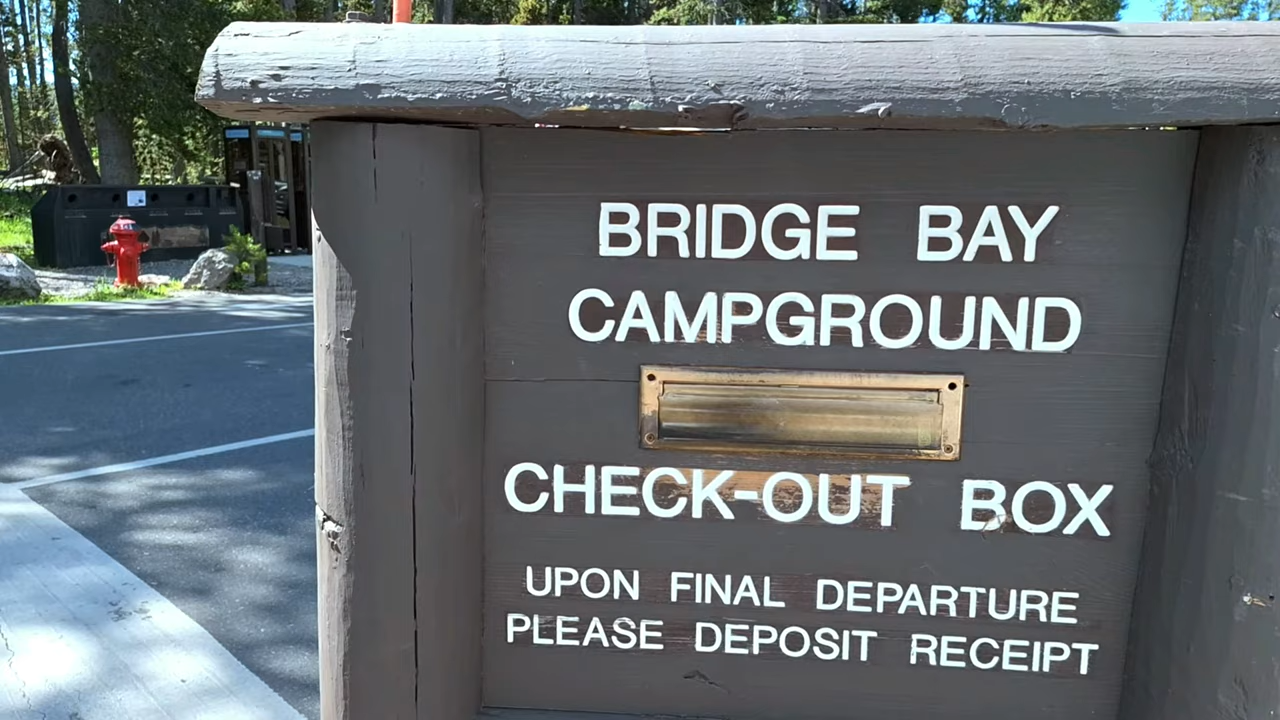 BRIDGE BAY
CAMPGROUND
CHECK-OUT BOX
UPON FINAL DEPARTURE
PLEASE DEPOSIT RECEIPT